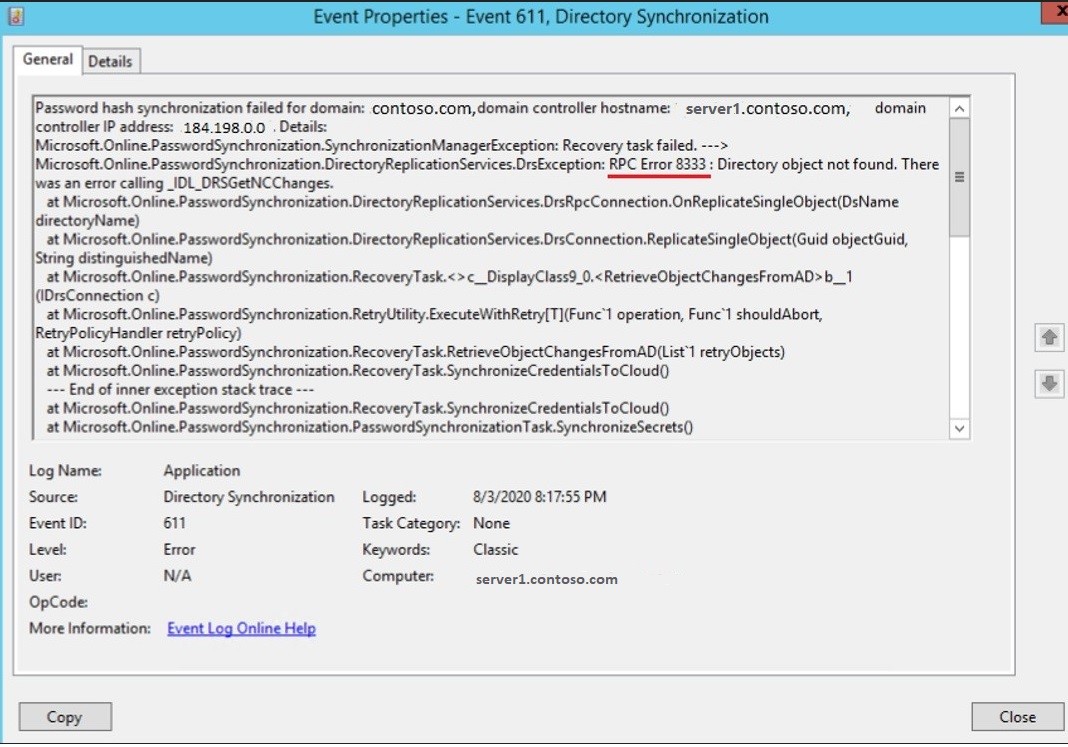 Event Properties - Event 611, Directory Synchronization
X
General
Details
Password hash synchronization failed for domain: contoso.com, domain controller hostname: server1.contoso.com, domain
controller IP address: 184.198.0.0 . Details:
Microsoft.Online.PasswordSynchronization.SynchronizationManagerException: Recovery task failed. --->
Microsoft.Online.PasswordSynchronization.DirectoryReplicationServices.DrsException: RPC Error 8333 : Directory object not found. There
was an error calling _IDL_DRSGetNCChanges.
at Microsoft.Online.PasswordSynchronization.DirectoryReplicationServices.DrsRpcConnection.OnReplicateSingleObject(DsName
directoryName)
at Microsoft.Online.PasswordSynchronization.DirectoryReplicationServices.DrsConnection.ReplicateSingleObject(Guid objectGuid,
String distinguishedName)
at Microsoft.Online.PasswordSynchronization.RecoveryTask.<>c__DisplayClass9_0.<RetrieveObjectChangesFromAD>b__1
(IDrsConnection c)
at Microsoft.Online.PasswordSynchronization.RetryUtility.ExecuteWithRetry[T](Func`1 operation, Func`1 shouldAbort,
RetryPolicyHandler retryPolicy)
at Microsoft.Online.PasswordSynchronization.RecoveryTask.RetrieveObjectChangesFromAD(List`1 retryObjects)
at Microsoft.Online.PasswordSynchronization.RecoveryTask.SynchronizeCredentialsToCloud()
--- End of inner exception stack trace ---
at Microsoft.Online.PasswordSynchronization.RecoveryTask.SynchronizeCredentialsToCloud()
at Microsoft.Online.PasswordSynchronization.PasswordSynchronizationTask.SynchronizeSecrets()
Log Name: Application
Source: Directory Synchronization Logged: 8/3/2020 8:17:55 PM
Event ID: 611 Task Category: None
Level: Error Keywords: Classic
User: N/A Computer: server1.contoso.com
OpCode:
More Information: Event Log Online Help
Copy
Close